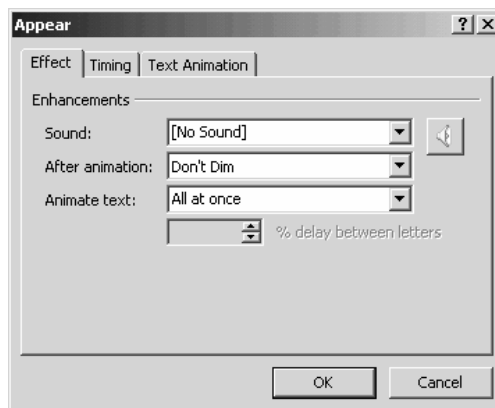 Appear
Effect Timing Text Animation
Enhancements
Sound: [No Sound]
After animation: Don't Dim
Animate text: All at once
% delay between letters
OK Cancel